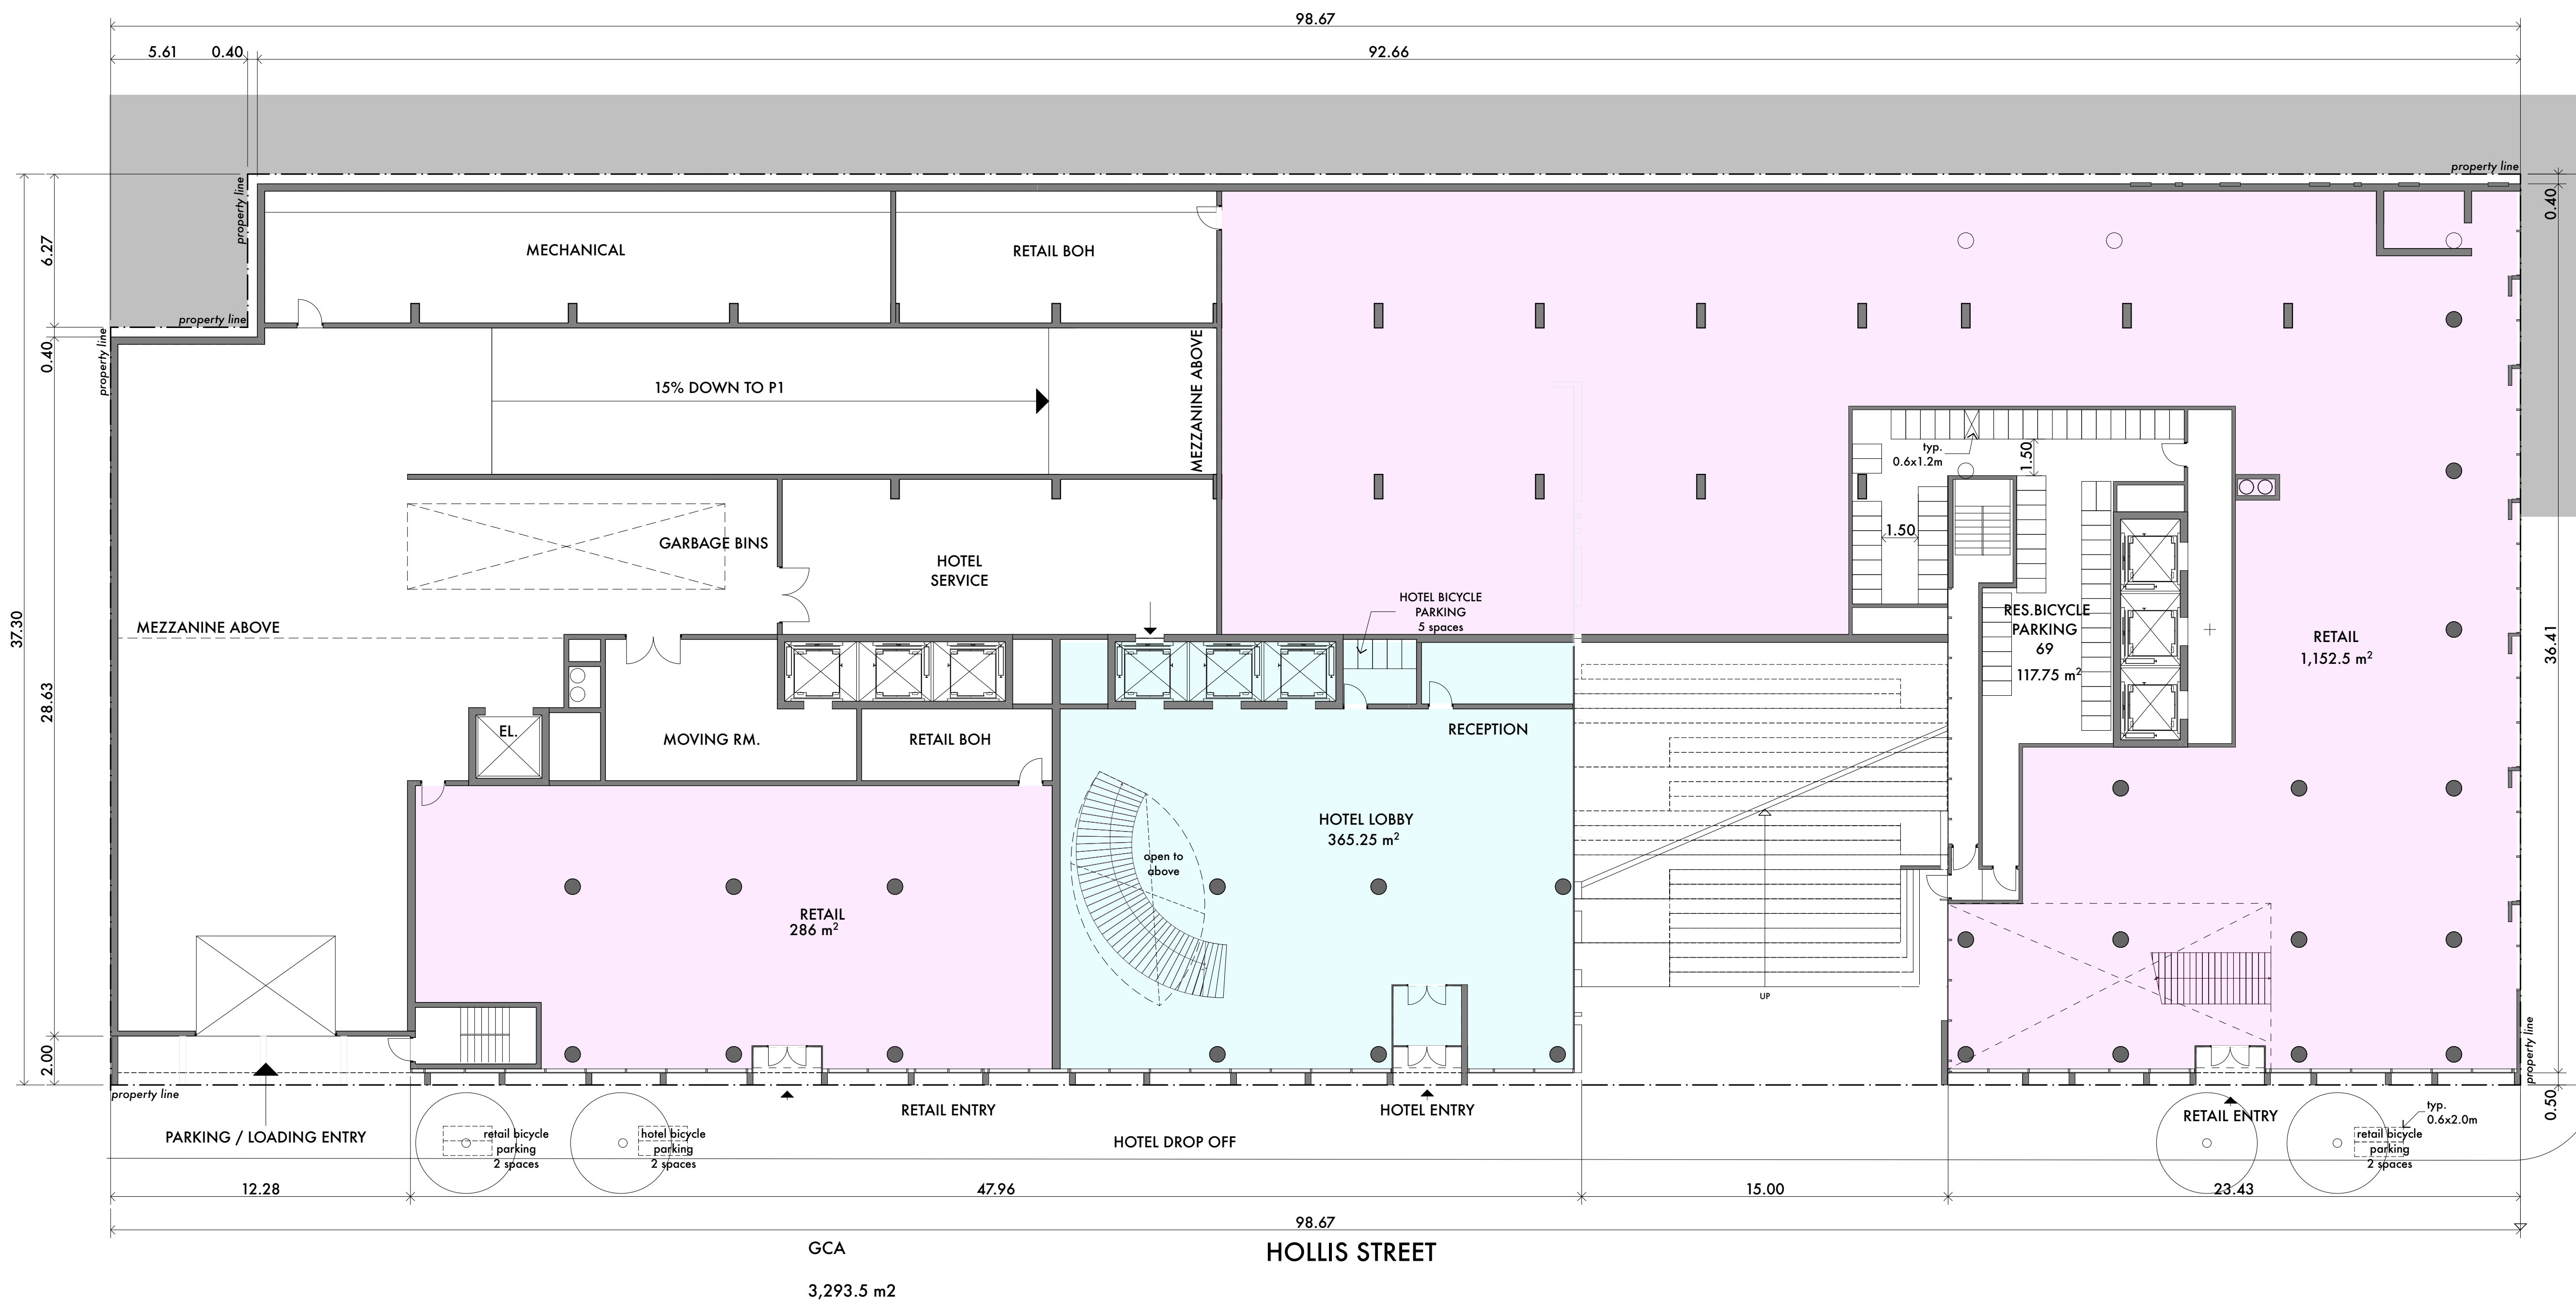 98.67
5.61
0.40
92.66
property line
property line
property line
property line
6.27
0.40
28.63
2.00
37.30
0.40
36.41
0.50
MECHANICAL
RETAIL BOH
15% DOWN TO P1
MEZZANINE ABOVE
typ.
0.6x1.2m
1.50
1.50
GARBAGE BINS
HOTEL
SERVICE
HOTEL BICYCLE
PARKING
5 spaces
MEZZANINE ABOVE
RES.BICYCLE
PARKING
69
117.75 m²
RETAIL
1,152.5 m²
EL.
MOVING RM.
RETAIL BOH
RECEPTION
HOTEL LOBBY
365.25 m²
open to
above
RETAIL
286 m²
UP
property line
property line
RETAIL ENTRY
HOTEL ENTRY
RETAIL ENTRY
typ.
0.6x2.0m
PARKING / LOADING ENTRY
retail bicycle
parking
2 spaces
hotel bicycle
parking
2 spaces
HOTEL DROP OFF
retail bicycle
parking
2 spaces
12.28
47.96
15.00
23.43
98.67
GCA
HOLLIS STREET
3,293.5 m2